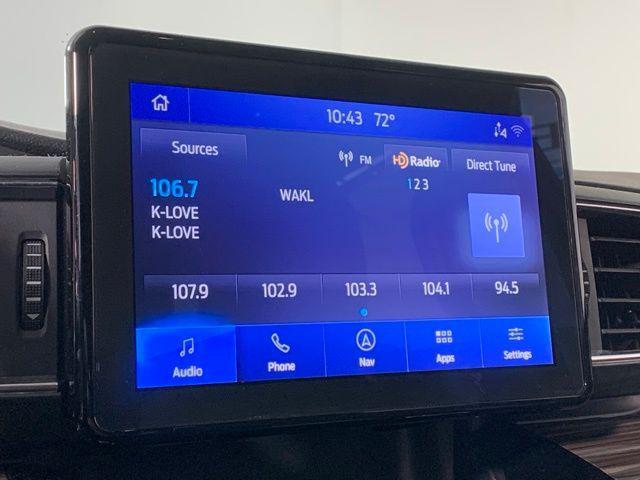 10:43 72°
Sources
FM
HD Radio
Direct Tune
1 2 3
106.7
WAKL
K-LOVE
K-LOVE
107.9 102.9 103.3 104.1 94.5
Audio Phone Nav Apps Settings